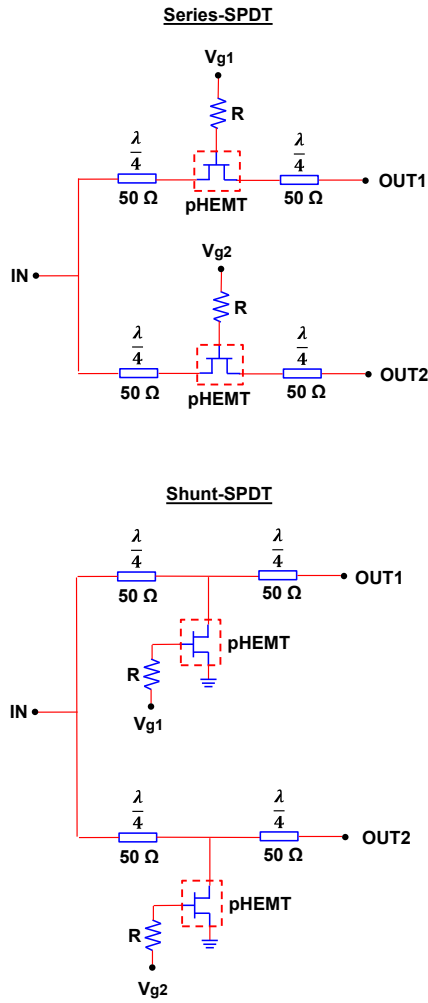 Series-SPDT
Vg1
R
λ/4
λ/4
50 Ω
pHEMT
50 Ω
OUT1
IN
Vg2
R
λ/4
λ/4
50 Ω
pHEMT
50 Ω
OUT2
Shunt-SPDT
λ/4
λ/4
50 Ω
50 Ω
OUT1
pHEMT
R
Vg1
IN
λ/4
λ/4
50 Ω
50 Ω
OUT2
pHEMT
R
Vg2